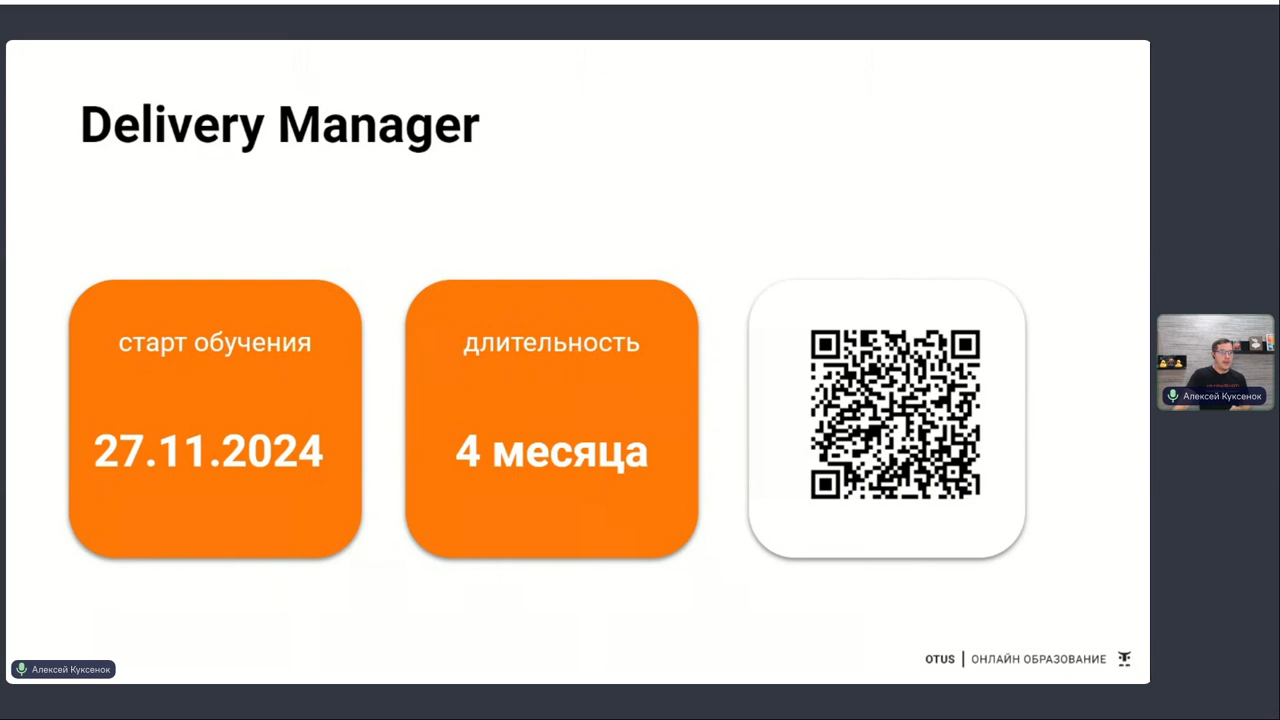 Delivery Manager
старт обучения
27.11.2024
длительность
4 месяца
Алексей Куксенок
Алексей Куксенок
OTUS | ОНЛАЙН ОБРАЗОВАНИЕ